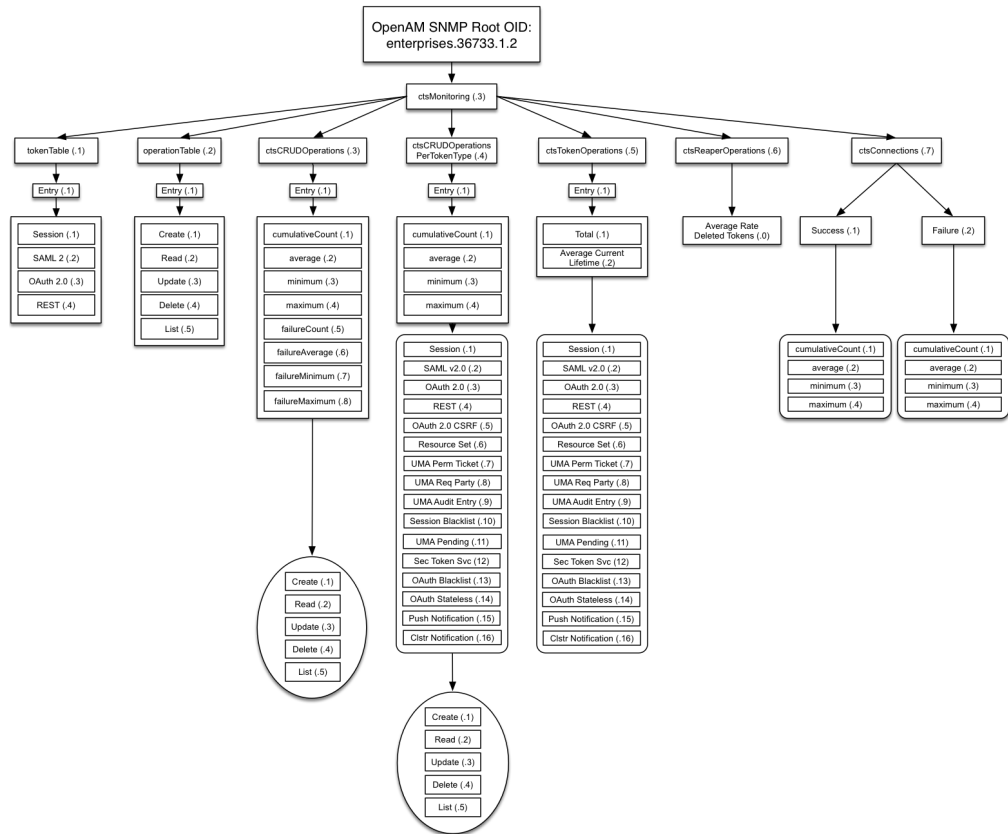 OpenAM SNMP Root OID:
enterprises.36733.1.2
ctsMonitoring (.3)
tokenTable (.1)
operationTable (.2)
ctsCRUDOperations (.3)
ctsCRUDOperations
PerTokenType (.4)
ctsTokenOperations (.5)
ctsReaperOperations (.6)
ctsConnections (.7)
Entry (.1)
Entry (.1)
Entry (.1)
Entry (.1)
Entry (.1)
Session (.1)
SAML 2 (.2)
OAuth 2.0 (.3)
REST (.4)
Create (.1)
Read (.2)
Update (.3)
Delete (.4)
List (.5)
cumulativeCount (.1)
average (.2)
minimum (.3)
maximum (.4)
failureCount (.5)
failureAverage (.6)
failureMinimum (.7)
failureMaximum (.8)
Create (.1)
Read (.2)
Update (.3)
Delete (.4)
List (.5)
cumulativeCount (.1)
average (.2)
minimum (.3)
maximum (.4)
Session (.1)
SAML v2.0 (.2)
OAuth 2.0 (.3)
REST (.4)
OAuth 2.0 CSRF (.5)
Resource Set (.6)
UMA Perm Ticket (.7)
UMA Req Party (.8)
UMA Audit Entry (.9)
Session Blacklist (.10)
UMA Pending (.11)
Sec Token Svc (12)
OAuth Blacklist (.13)
OAuth Stateless (.14)
Push Notification (.15)
Clstr Notification (.16)
Create (.1)
Read (.2)
Update (.3)
Delete (.4)
List (.5)
Total (.1)
Average Current
Lifetime (.2)
Session (.1)
SAML v2.0 (.2)
OAuth 2.0 (.3)
REST (.4)
OAuth 2.0 CSRF (.5)
Resource Set (.6)
UMA Perm Ticket (.7)
UMA Req Party (.8)
UMA Audit Entry (.9)
Session Blacklist (.10)
UMA Pending (.11)
Sec Token Svc (12)
OAuth Blacklist (.13)
OAuth Stateless (.14)
Push Notification (.15)
Clstr Notification (.16)
Average Rate
Deleted Tokens (.0)
Success (.1)
Failure (.2)
cumulativeCount (.1)
average (.2)
minimum (.3)
maximum (.4)
cumulativeCount (.1)
average (.2)
minimum (.3)
maximum (.4)